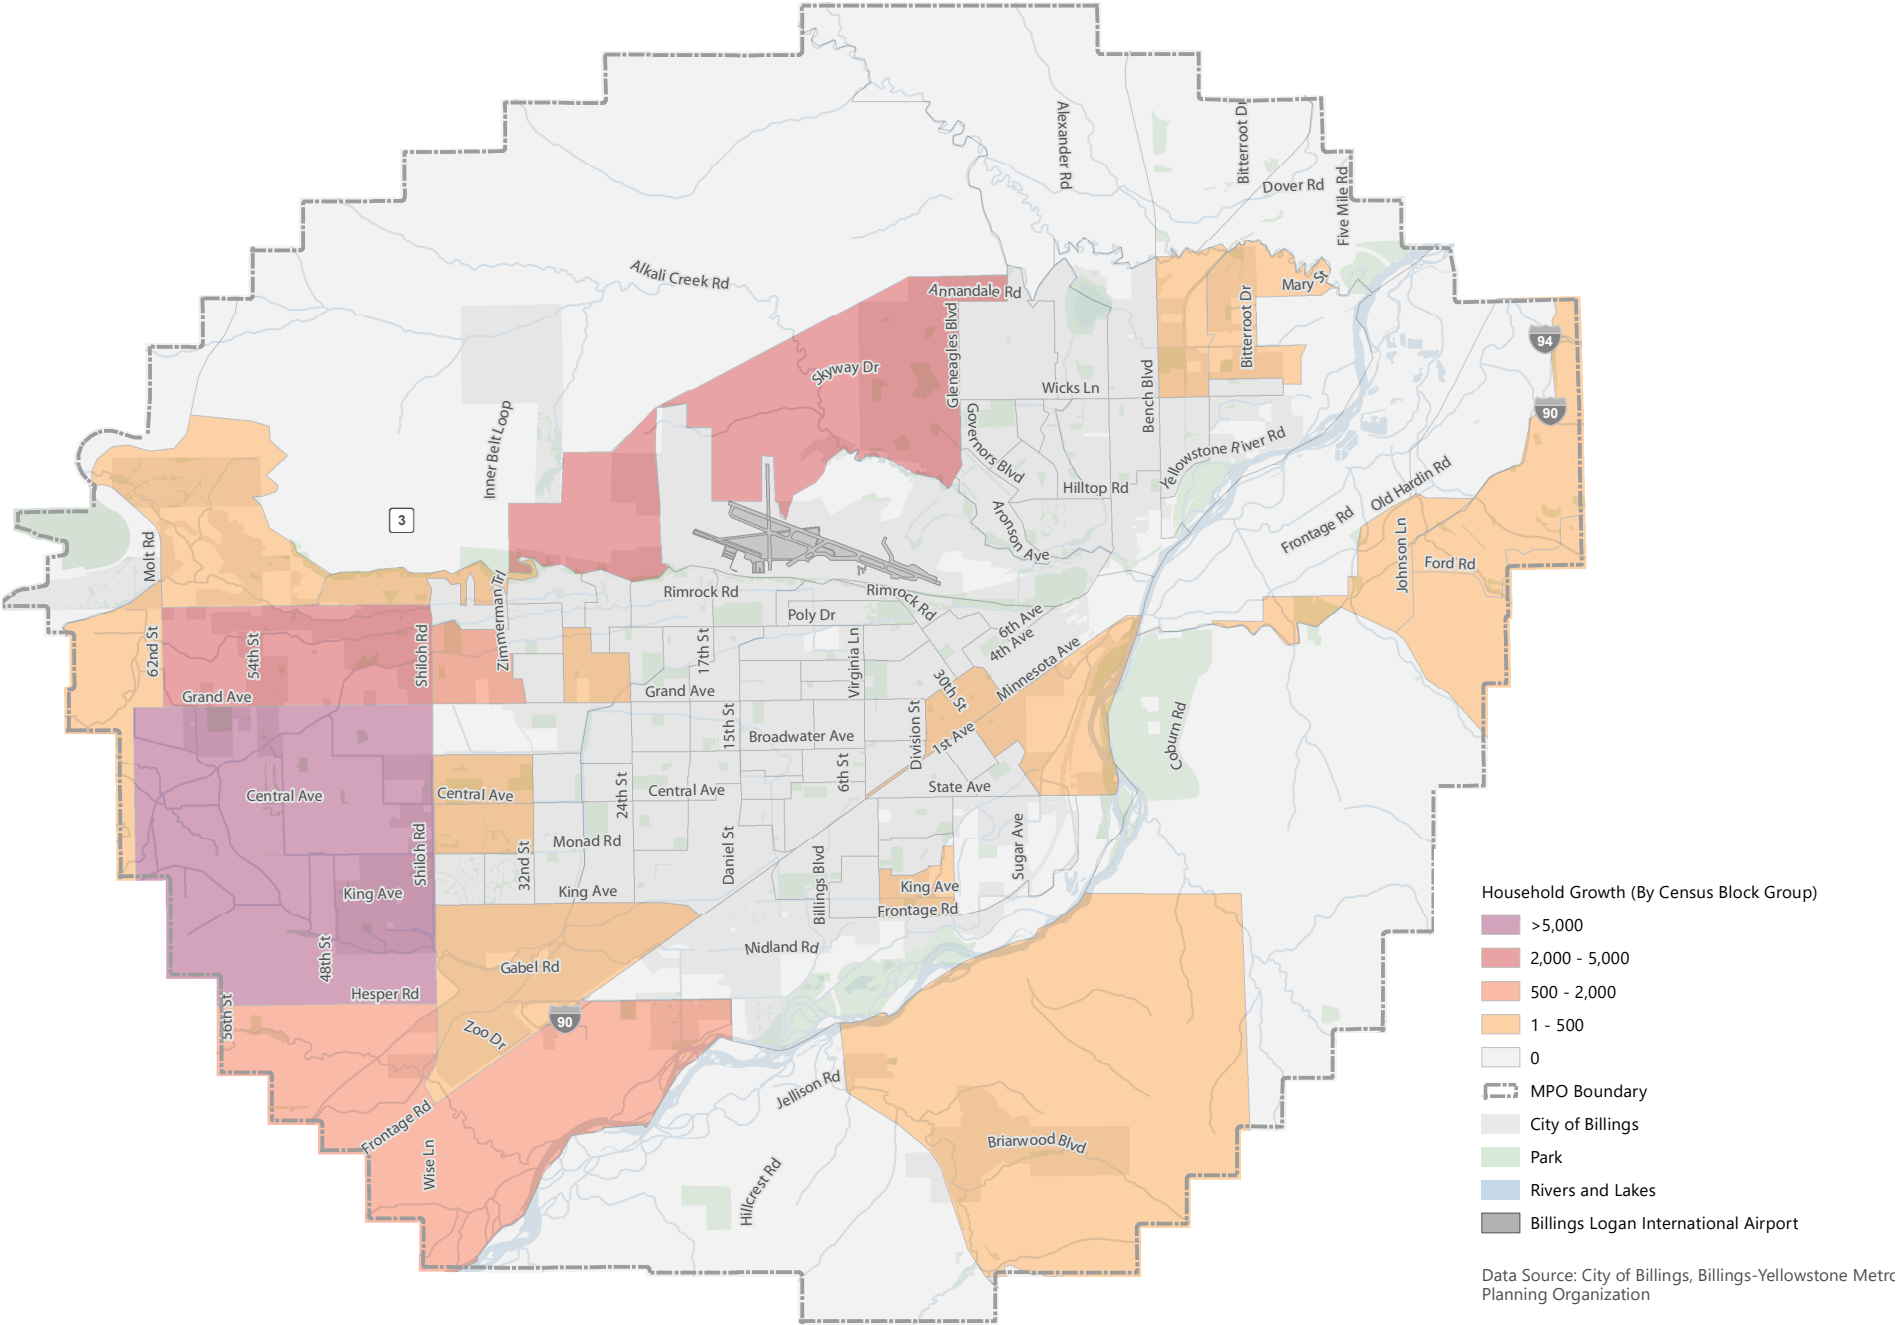 Alexander Rd
Bitterroot Dr
Dover Rd
Five Mile Rd
Alkali Creek Rd
Annandale Rd
Mary St
Gleneagles Blvd
Bitterroot Dr
94
Skyway Dr
Wicks Ln
Bench Blvd
90
Inner Belt Loop
Governors Blvd
Yellowstone River Rd
Hilltop Rd
Old Hardin Rd
3
Aronson Ave
Frontage Rd
Molt Rd
Johnson Ln
Ford Rd
Zimmerman Trl
Rimrock Rd
Rimrock Rd
Poly Dr
6th Ave
4th Ave
62nd St
54th St
Shiloh Rd
17th St
Virginia Ln
Minnesota Ave
Grand Ave
Grand Ave
30th St
15th St
Broadwater Ave
Division St
1st Ave
Coburn Rd
Central Ave
Central Ave
24th St
Central Ave
6th St
State Ave
Shiloh Rd
32nd St
Monad Rd
Daniel St
Billings Blvd
Sugar Ave
King Ave
King Ave
King Ave
Frontage Rd
48th St
Gabel Rd
Midland Rd
Hesper Rd
56th St
Zoo Dr
90
Jellison Rd
Frontage Rd
Wise Ln
Briarwood Blvd
Hillcrest Rd
Household Growth (By Census Block Group)
>5,000
2,000 - 5,000
500 - 2,000
1 - 500
0
MPO Boundary
City of Billings
Park
Rivers and Lakes
Billings Logan International Airport
Data Source: City of Billings, Billings-Yellowstone Metro
Planning Organization